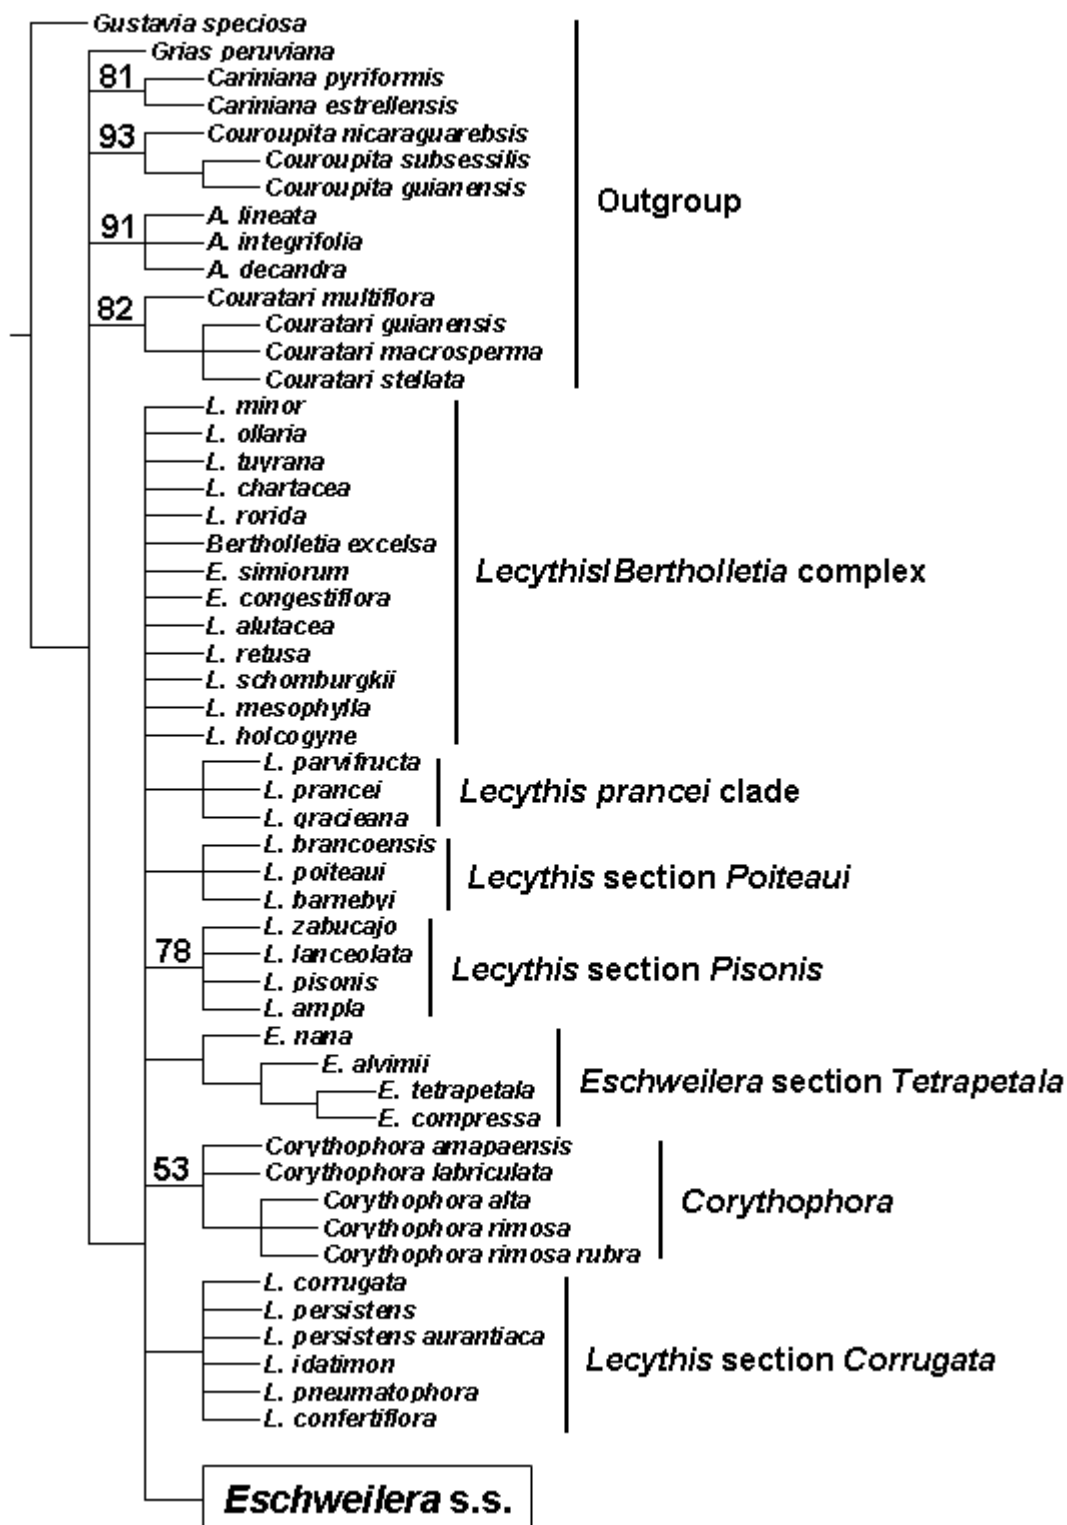 Gustavia speciosa
Grias peruviana
81
Cariniana pyriformis
Cariniana estrellensis
93
Couroupita nicaraguarebsis
Couroupita subsessilis
Couroupita guianensis
91
A. lineata
A. integrifolia
A. decandra
82
Couratari multiflora
Couratari guianensis
Couratari macrosperma
Couratari stellata
Outgroup
L. minor
L. ollaria
L. tuyrana
L. chartacea
L. rorida
Bertholletia excelsa
E. simiorum
E. congestiflora
L. alutacea
L. retusa
L. schomburgkii
L. mesophylla
L. holcogyne
Lecythis/Bertholletia complex
L. parvifructa
L. prancei
L. gracieana
Lecythis prancei clade
L. brancoensis
L. poiteaui
L. barnebyi
Lecythis section Poiteaui
78
L. zabucajo
L. lanceolata
L. pisonis
L. ampla
Lecythis section Pisonis
E. nana
E. alvimii
E. tetrapetala
E. compressa
Eschweilera section Tetrapetala
53
Corythophora amapaensis
Corythophora labriculata
Corythophora alta
Corythophora rimosa
Corythophora rimosa rubra
Corythophora
L. corrugata
L. persistens
L. persistens aurantiaca
L. idatimon
L. pneumatophora
L. confertiflora
Lecythis section Corrugata
Eschweilera s.s.